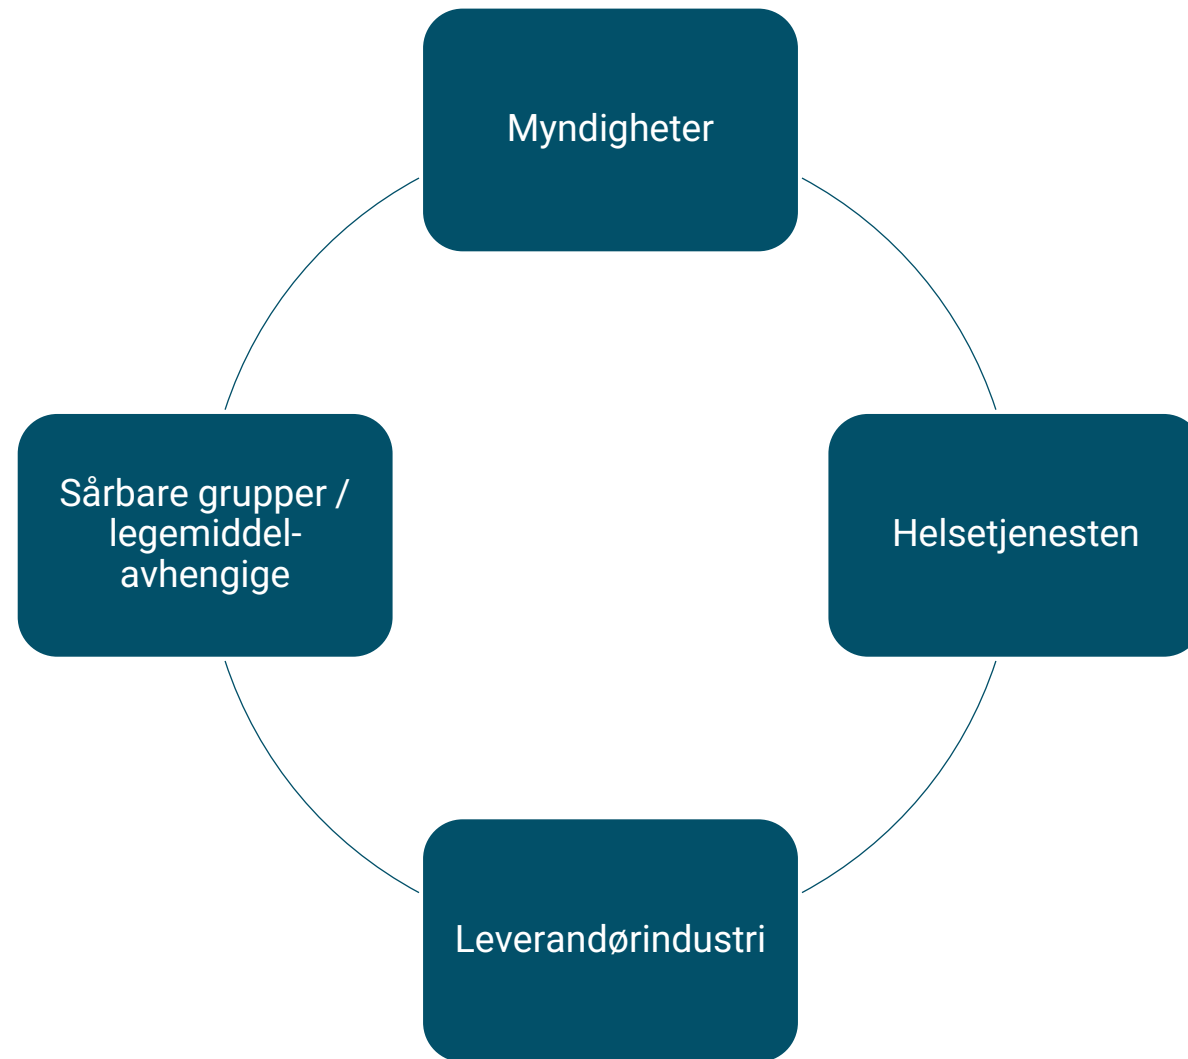 Myndigheter
Sårbare grupper /
legemiddel-
avhengige
Helsetjenesten
Leverandørindustri